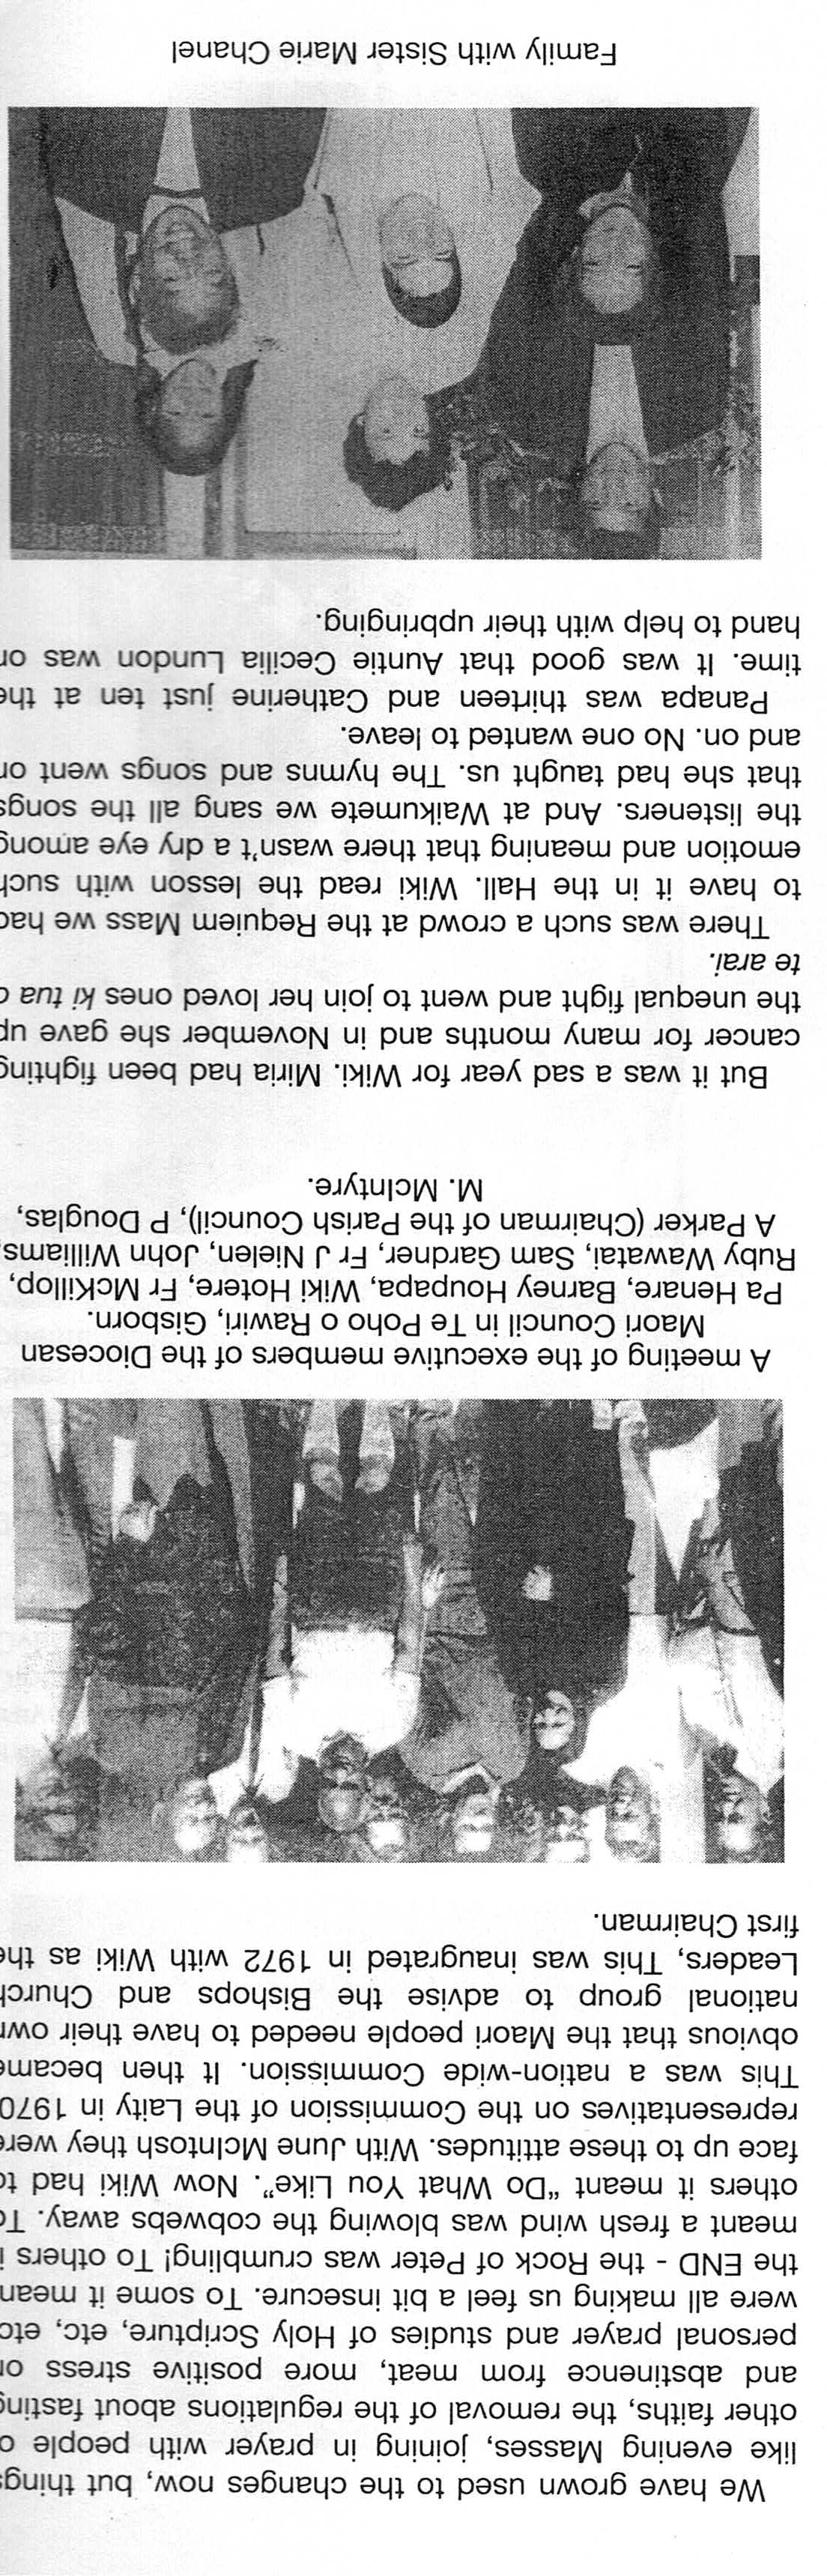 We have grown used to the changes now, but things
like evening Masses, joining in prayer with people o
other faiths, the removal of the regulations about fasting
and abstinence from meat, more positive stress on
personal prayer and studies of Holy Scripture, etc, etc
were all making us feel a bit insecure. To some it mean
the END - the Rock of Peter was crumbling! To others i
meant a fresh wind was blowing the cobwebs away. To
others it meant “Do What You Like”. Now Wiki had to
face up to these attitudes. With June McIntosh they were
representatives on the Commission of the Laity in 1970
This was a nation-wide Commission. It then became
obvious that the Maori people needed to have their own
national group to advise the Bishops and Church
Leaders, This was inaugrated in 1972 with Wiki as the
first Chairman.
A meeting of the executive members of the Diocesan
Maori Council in Te Poho o Rawiri, Gisborn.
Pa Henare, Barney Houpapa, Wiki Hotere, Fr McKillop,
Ruby Wawatai, Sam Gardner, Fr J Nielen, John Williams,
A Parker (Chairman of the Parish Council), P Douglas,
M. McIntyre.
But it was a sad year for Wiki. Miria had been fighting
cancer for many months and in November she gave up
the unequal fight and went to join her loved ones ki tua o
te arai.
There was such a crowd at the Requiem Mass we had
to have it in the Hall. Wiki read the lesson with such
emotion and meaning that there wasn’t a dry eye among
the listeners. And at Waikumete we sang all the songs
that she had taught us. The hymns and songs went on
and on. No one wanted to leave.
Panapa was thirteen and Catherine just ten at the
time. It was good that Auntie Cecilia Lundon was on
hand to help with their upbringing.
Family with Sister Marie Chanel